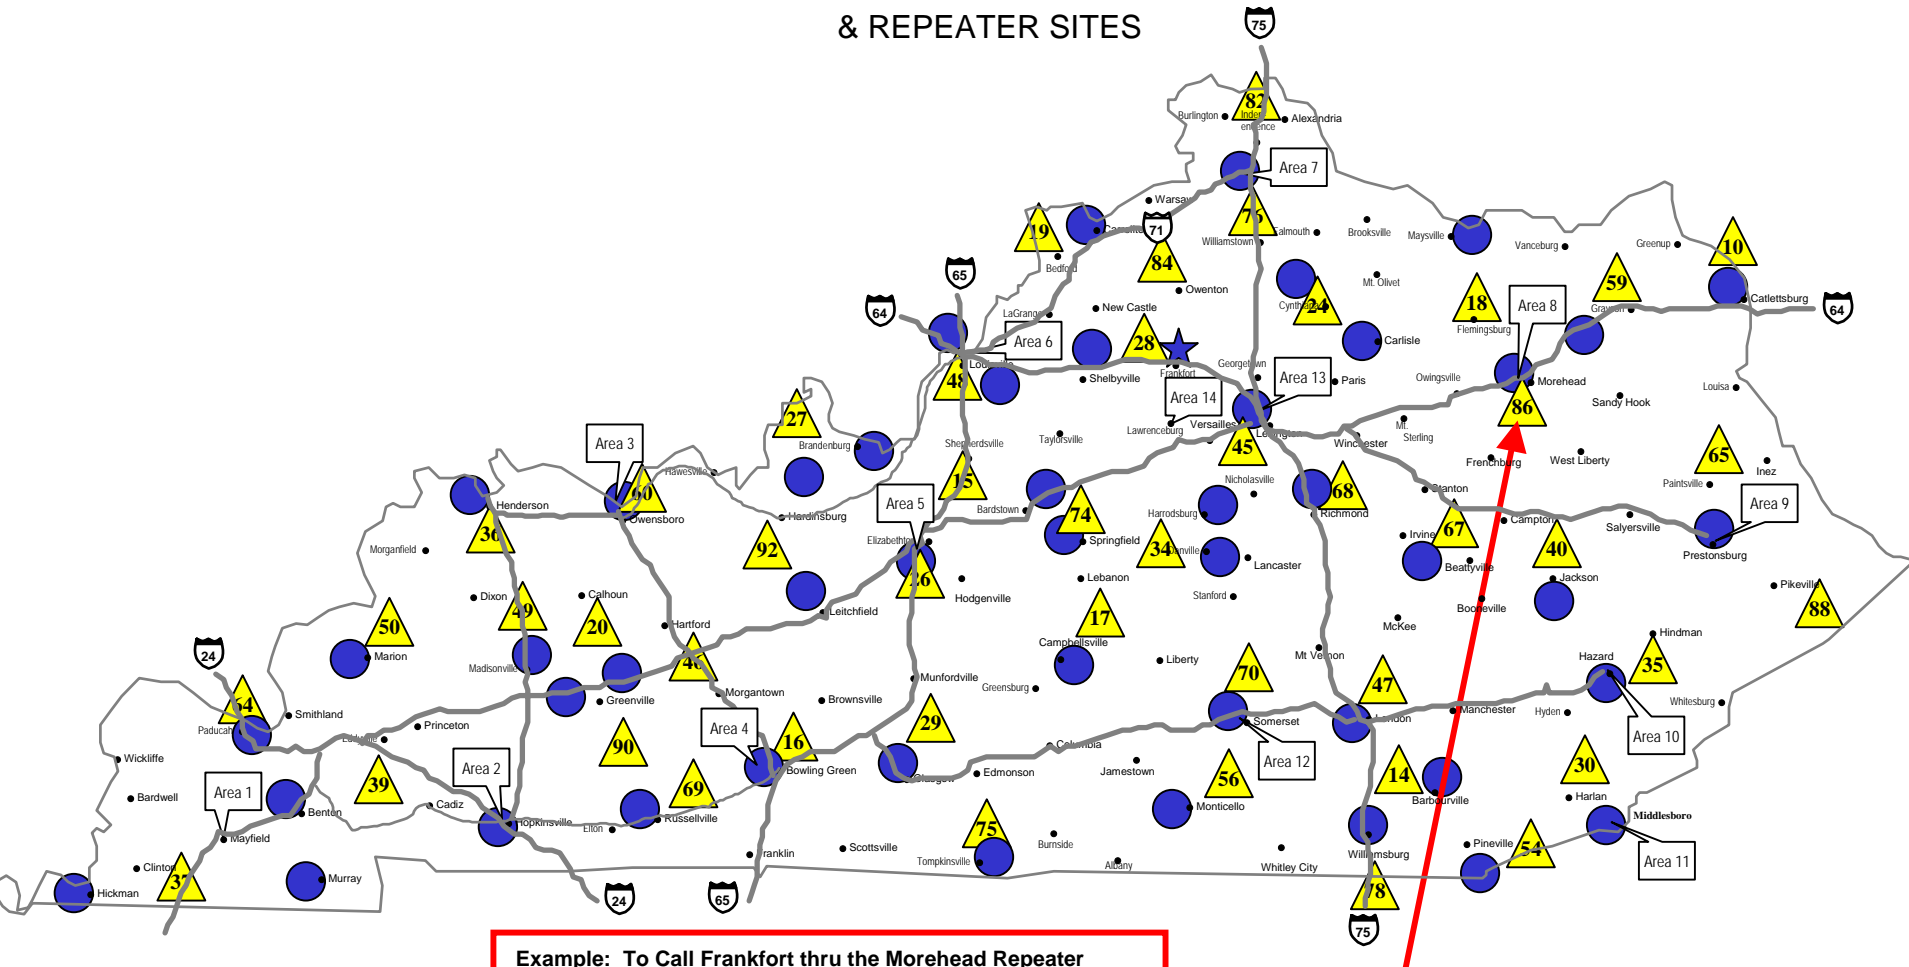 & REPEATER SITES
75
82
Burlington
Alexandria
Area 7
Warsaw
19
71
76
Williamstown
Falmouth
Brooksville
Maysville
Vanceburg
Greenup
10
Bedford
84
65
Owenton
Mt. Olivet
59
Cynthiana
24
18
Area 8
Catlettsburg
64
64
New Castle
LaGrange
Flemingsburg
Grayson
Area 6
28
Carlisle
Louisville
Frankfort
Georgetown
Shelbyville
48
Area 13
Paris
Owingsville
Morehead
Louisa
Area 14
Sandy Hook
86
27
Lawrenceburg
Versailles
Lexington
Mt.
Sterling
Winchester
Area 3
Brandenburg
Shepherdsville
Taylorsville
45
Frenchburg
West Liberty
65
Inez
Hawesville
15
Nicholasville
Paintsville
60
Henderson
Owensboro
Area 5
Bardstown
74
Harrodsburg
68
Richmond
Stanton
Campton
Salyersville
Area 9
Hardinsburg
36
67
Morganfield
92
Elizabethtown
Springfield
34
Danville
Irvine
40
Prestonsburg
Lancaster
Beattyville
26
Hodgenville
Lebanon
Jackson
Pikeville
Dixon
49
Calhoun
Leitchfield
Stanford
Booneville
88
50
20
Hartford
17
McKee
Hindman
24
Marion
Madisonville
46
Campbellsville
Liberty
Mt Vernon
Hazard
35
Munfordville
70
Greensburg
47
Morgantown
Brownsville
Greenville
Whitesburg
64
Paducah
Smithland
Princeton
Area 4
29
Somerset
London
Manchester
Hyden
Eddyville
90
16
Columbia
Area 10
Wickliffe
Area 2
Bowling Green
Glasgow
Edmonson
Jamestown
Area 12
14
30
39
69
56
Bardwell
Area 1
Barbourville
Harlan
Benton
Cadiz
Monticello
Hopkinsville
Elton
Russellville
Middlesboro
Mayfield
75
Burnside
Williamsburg
Pineville
54
Area 11
Franklin
Scottsville
Tompkinsville
Albany
Whitley City
Clinton
37
Murray
Hickman
24
65
78
75
Example: To Call Frankfort thru the Morehead Repeater